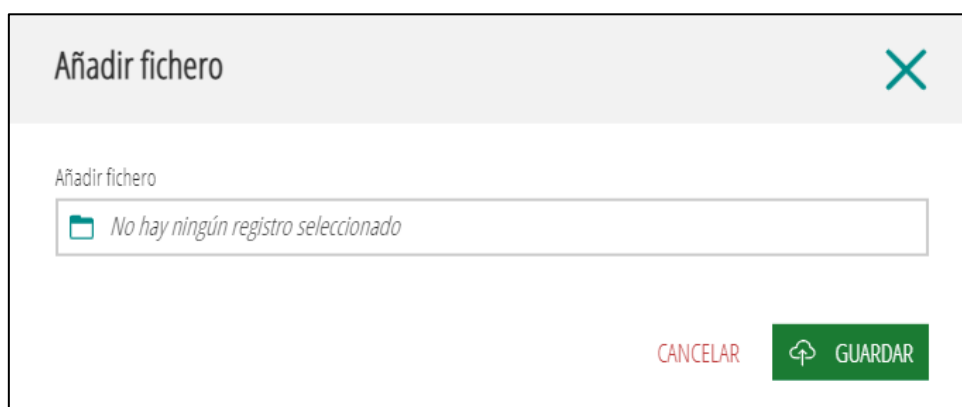 Añadir fichero
Añadir fichero
No hay ningún registro seleccionado
CANCELAR GUARDAR